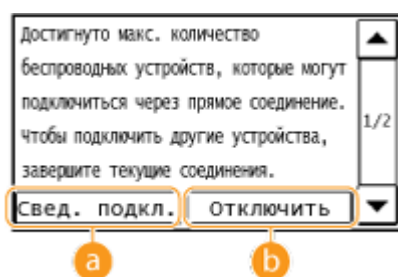 Достигнуто макс. количество
беспроводных устройств, которые могут
подключиться через прямое соединение.
Чтобы подключить другие устройства,
завершите текущие соединения.
1/2
Свед. подкл.
Отключить
a
b